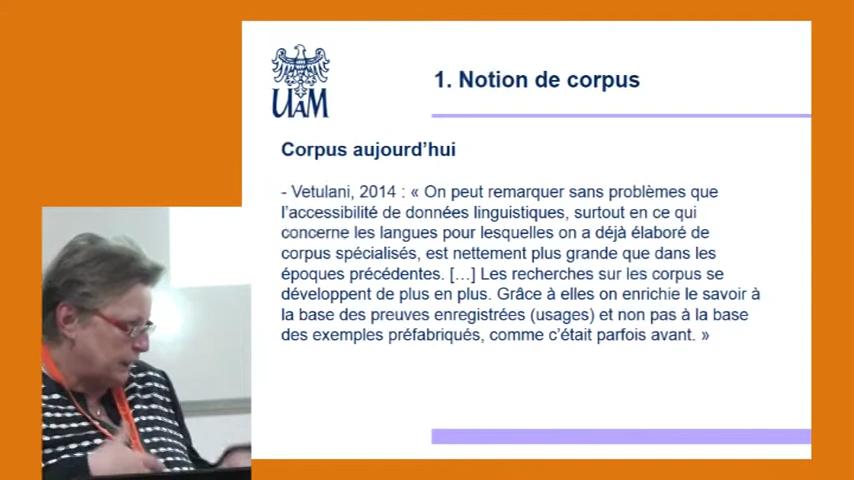 UAM
1. Notion de corpus
Corpus aujourd’hui
- Vetulani, 2014 : « On peut remarquer sans problèmes que
l’accessibilité de données linguistiques, surtout en ce qui
concerne les langues pour lesquelles on a déjà élaboré de
corpus spécialisés, est nettement plus grande que dans les
époques précédentes. […] Les recherches sur les corpus se
développent de plus en plus. Grâce à elles on enrichie le savoir à
la base des preuves enregistrées (usages) et non pas à la base
des exemples préfabriqués, comme c’était parfois avant. »